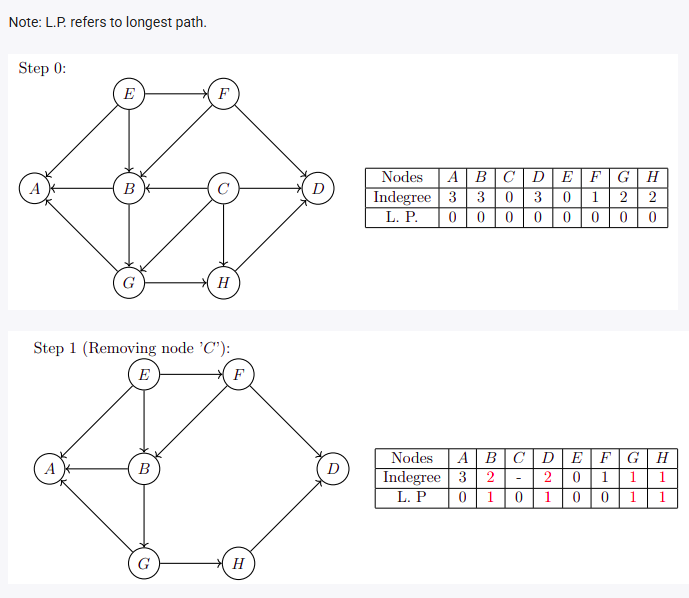 Note: L.P. refers to longest path.
Step 0:
E F
A B C D
G H
Nodes A B C D E F G H
Indegree 3 3 0 3 0 1 2 2
L. P. 0 0 0 0 0 0 0 0
Step 1 (Removing node 'C'):
E F
A B D
G H
Nodes A B C D E F G H
Indegree 3 2 - 2 0 1 1 1
L. P 0 1 0 1 0 0 1 1